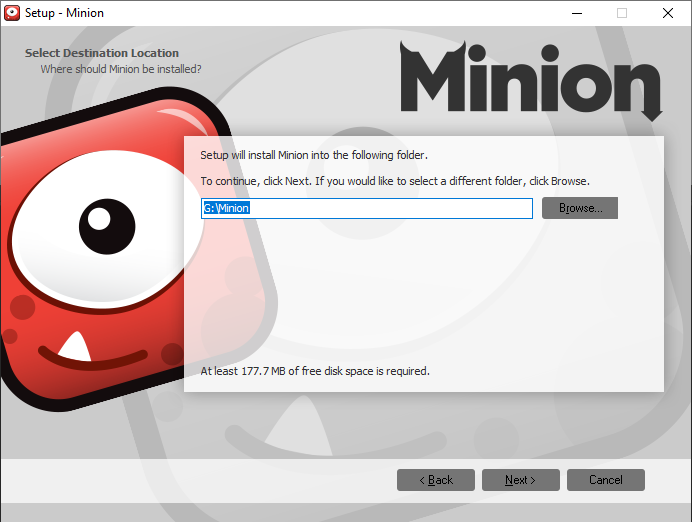 Setup - Minion
Select Destination Location
Where should Minion be installed?
Minion
Setup will install Minion into the following folder.
To continue, click Next. If you would like to select a different folder, click Browse.
G:\Minion
Browse...
At least 177.7 MB of free disk space is required.
< Back
Next >
Cancel